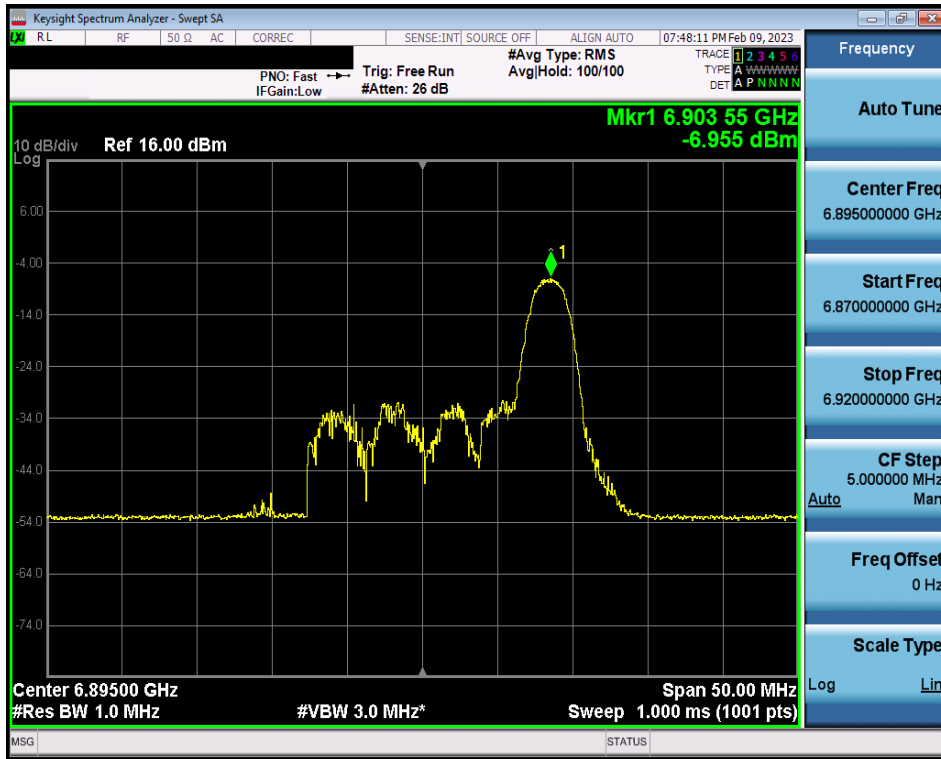 Keysight Spectrum Analyzer - Swept SA
LXI RL RF 50 Ω AC CORREC SENSE:INT SOURCE OFF ALIGN AUTO 07:48:11 PM Feb 09, 2023
PNO: Fast
IFGain:Low
Trig: Free Run
#Atten: 26 dB
#Avg Type: RMS
Avg|Hold: 100/100
TRACE 1 2 3 4 5 6
TYPE A WWWWW
DET A P N N N N
Mkr1 6.903 55 GHz
-6.955 dBm
10 dB/div Ref 16.00 dBm
Log
6.00
-4.00
-14.0
-24.0
-34.0
-44.0
-54.0
-64.0
-74.0
1
Center 6.89500 GHz Span 50.00 MHz
#Res BW 1.0 MHz #VBW 3.0 MHz* Sweep 1.000 ms (1001 pts)
MSG STATUS
Frequency
Auto Tune
Center Freq
6.895000000 GHz
Start Freq
6.870000000 GHz
Stop Freq
6.920000000 GHz
CF Step
5.000000 MHz
Auto Man
Freq Offset
0 Hz
Scale Type
Log Lin